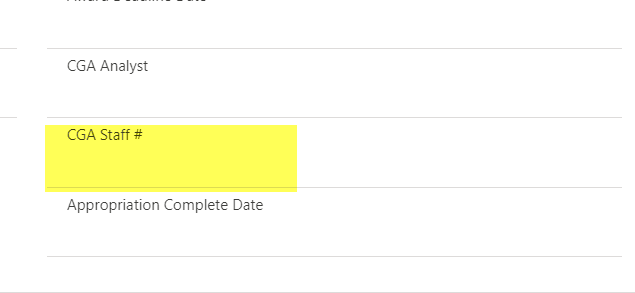 CGA Analyst
CGA Staff #
Appropriation Complete Date